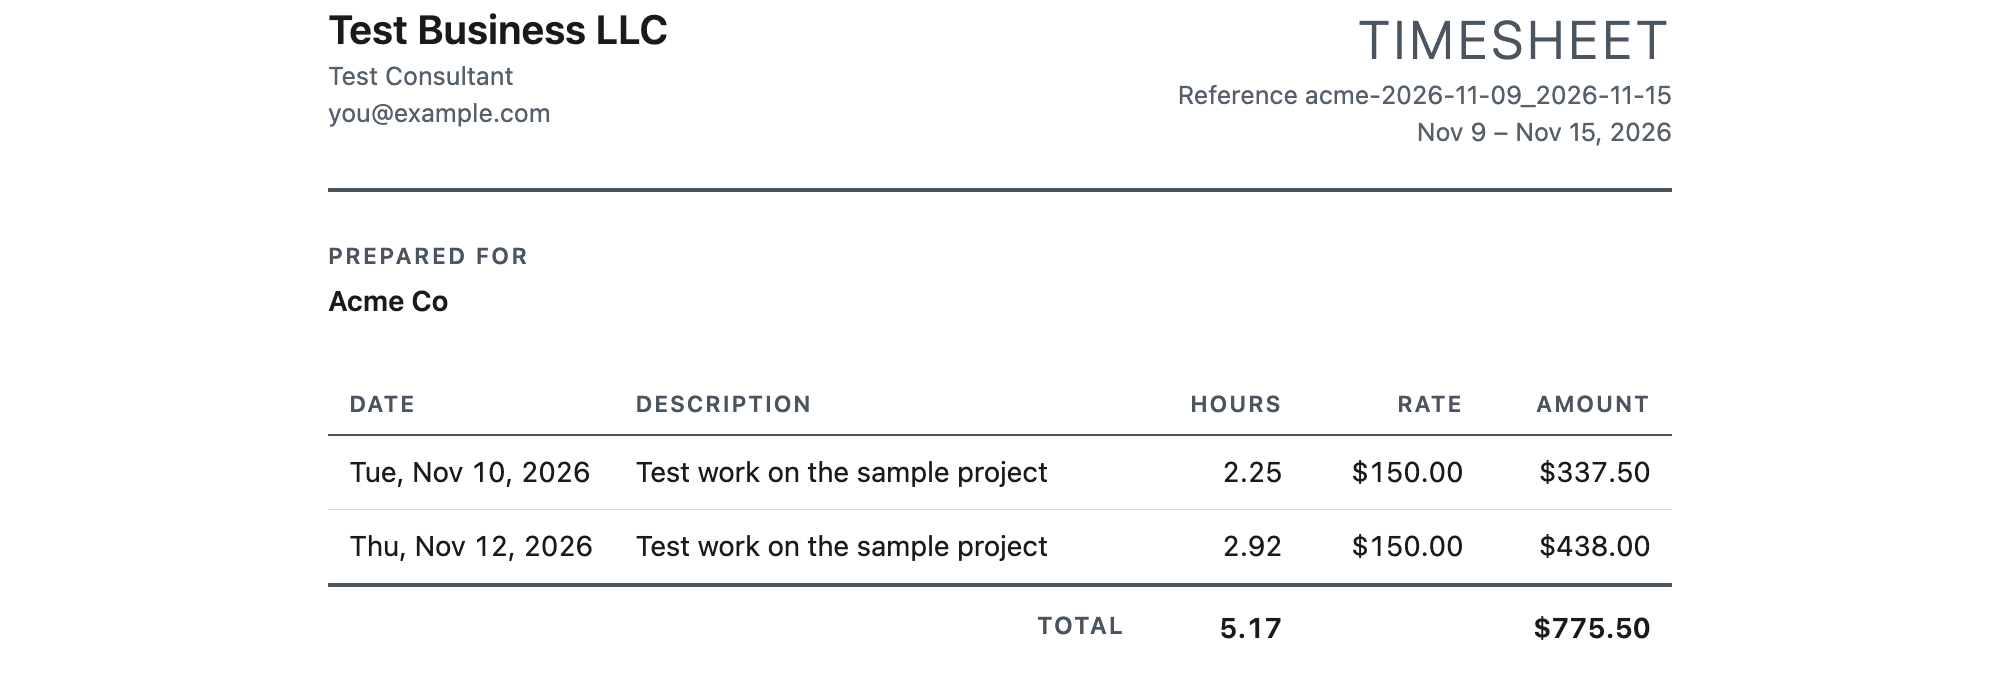 Test Business LLC
Test Consultant
you@example.com
TIMESHEET
Reference acme-2026-11-09_2026-11-15
Nov 9 – Nov 15, 2026
PREPARED FOR
Acme Co
DATE DESCRIPTION HOURS RATE AMOUNT
Tue, Nov 10, 2026 Test work on the sample project 2.25 $150.00 $337.50
Thu, Nov 12, 2026 Test work on the sample project 2.92 $150.00 $438.00
TOTAL 5.17 $775.50